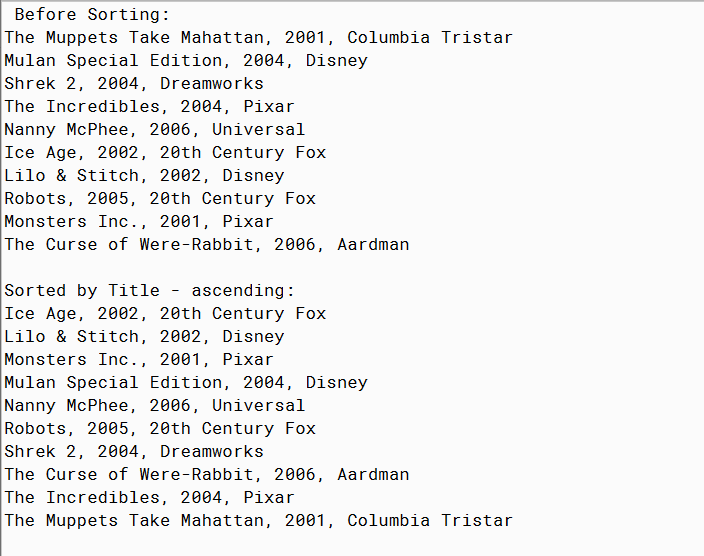 Before Sorting:
The Muppets Take Mahattan, 2001, Columbia Tristar
Mulan Special Edition, 2004, Disney
Shrek 2, 2004, Dreamworks
The Incredibles, 2004, Pixar
Nanny McPhee, 2006, Universal
Ice Age, 2002, 20th Century Fox
Lilo & Stitch, 2002, Disney
Robots, 2005, 20th Century Fox
Monsters Inc., 2001, Pixar
The Curse of Were-Rabbit, 2006, Aardman

Sorted by Title - ascending:
Ice Age, 2002, 20th Century Fox
Lilo & Stitch, 2002, Disney
Monsters Inc., 2001, Pixar
Mulan Special Edition, 2004, Disney
Nanny McPhee, 2006, Universal
Robots, 2005, 20th Century Fox
Shrek 2, 2004, Dreamworks
The Curse of Were-Rabbit, 2006, Aardman
The Incredibles, 2004, Pixar
The Muppets Take Mahattan, 2001, Columbia Tristar